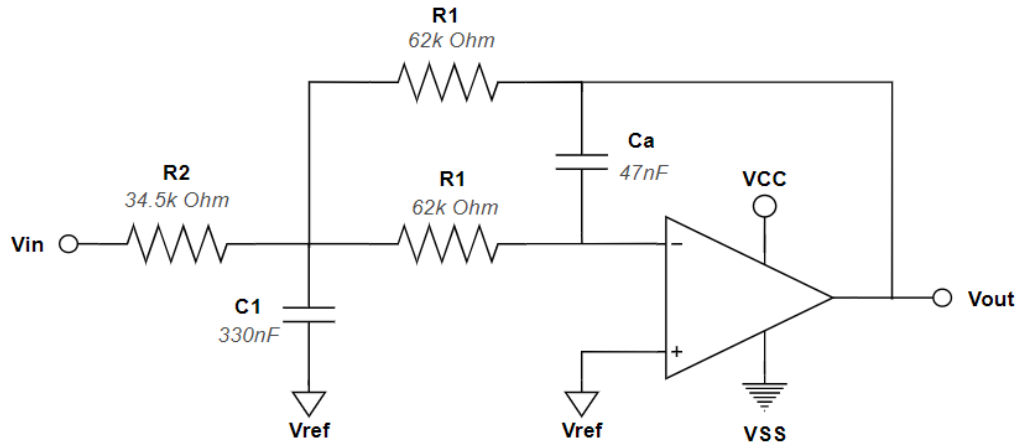 R1
62k Ohm
Ca
47nF
R2
34.5k Ohm
R1
62k Ohm
VCC
Vin
−
C1
330nF
Vout
+
Vref
Vref
VSS